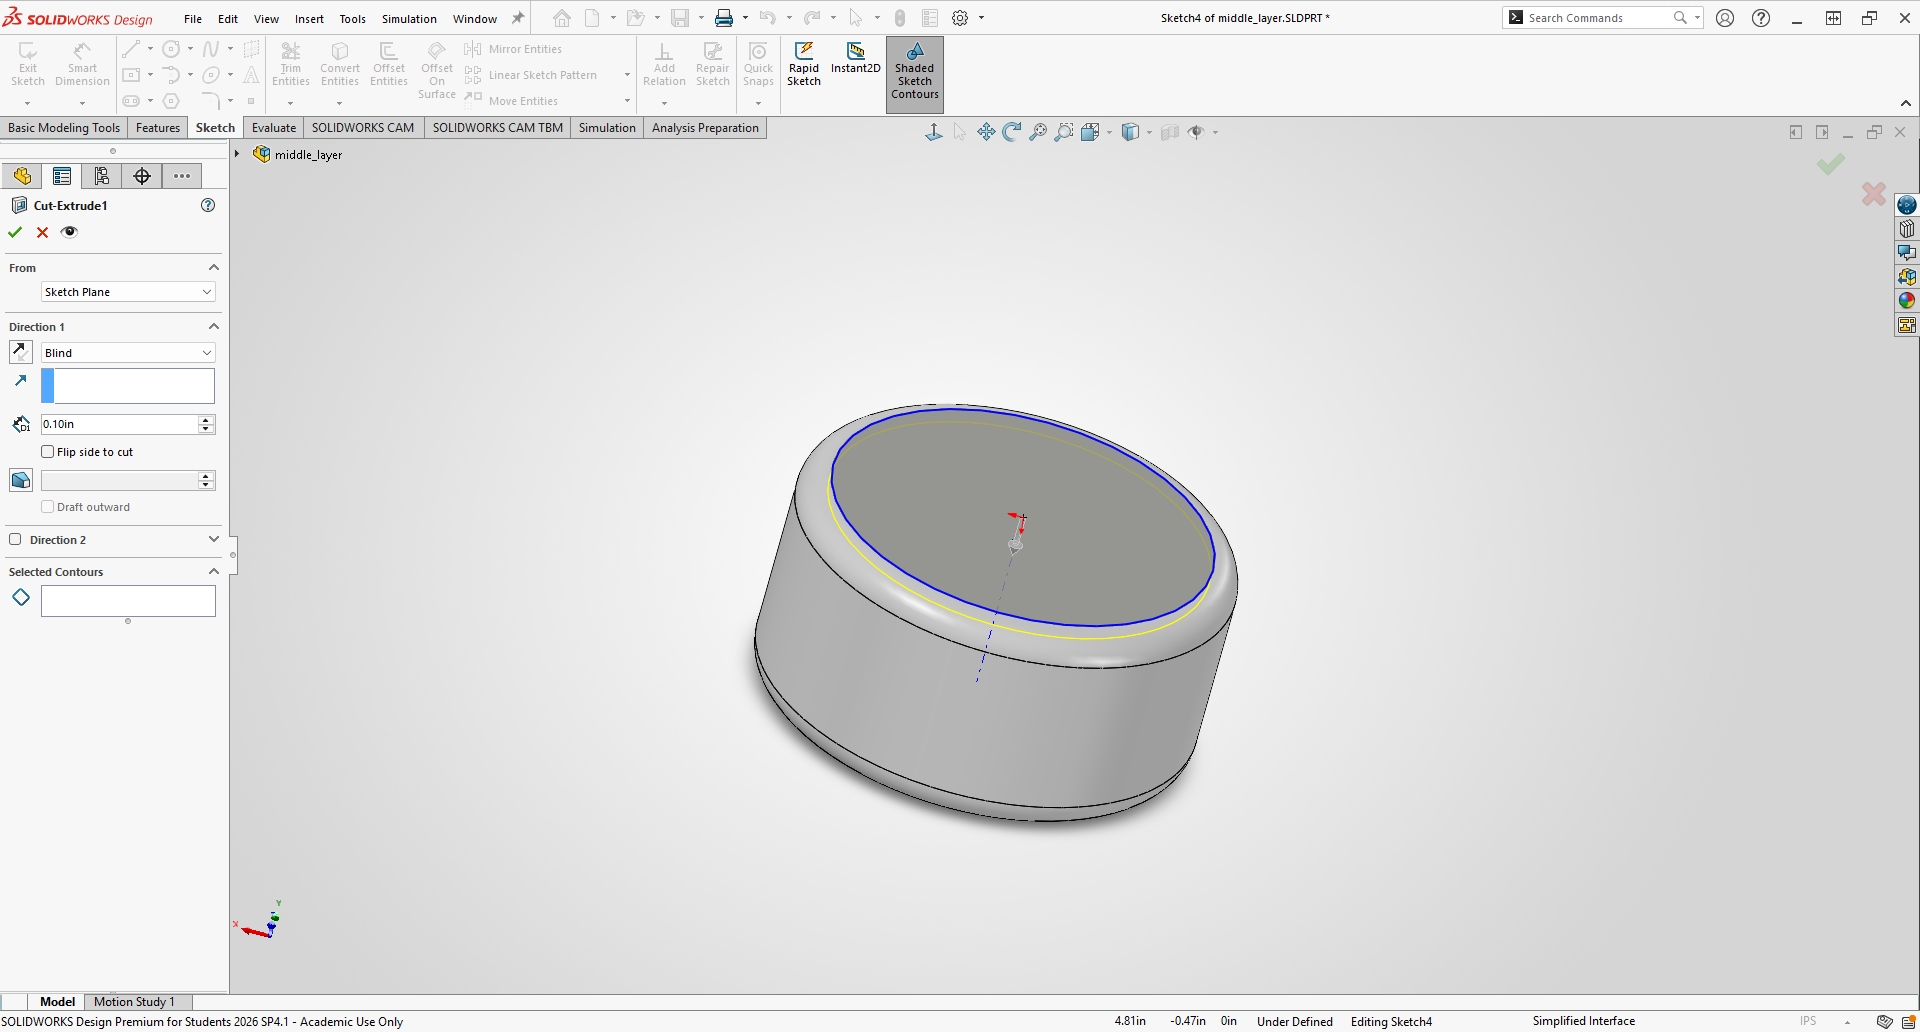 SOLIDWORKS Design
File Edit View Insert Tools Simulation Window
Sketch4 of middle_layer.SLDPRT *
Search Commands
Exit Sketch
Smart Dimension
Trim Entities
Convert Entities
Offset Entities
Offset On Surface
Mirror Entities
Linear Sketch Pattern
Move Entities
Add Relation
Repair Sketch
Quick Snaps
Rapid Sketch
Instant2D
Shaded Sketch Contours
Basic Modeling Tools Features Sketch Evaluate SOLIDWORKS CAM SOLIDWORKS CAM TBM Simulation Analysis Preparation
middle_layer
Cut-Extrude1
From
Sketch Plane
Direction 1
Blind
D1
0.10in
Flip side to cut
Draft outward
Direction 2
Selected Contours
Y
X
Model Motion Study 1
SOLIDWORKS Design Premium for Students 2026 SP4.1 - Academic Use Only
4.81in -0.47in 0in Under Defined Editing Sketch4 Simplified Interface IPS